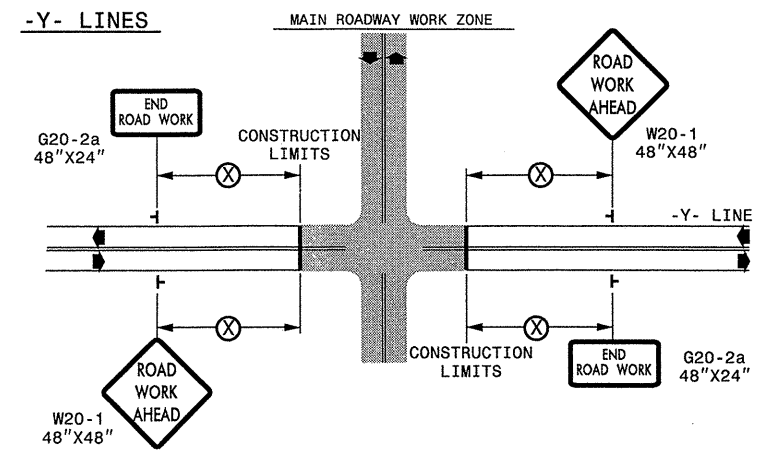 -Y- LINES
MAIN ROADWAY WORK ZONE
END
ROAD WORK
G20-2a
48"X24"
CONSTRUCTION
LIMITS
X
ROAD
WORK
AHEAD
W20-1
48"X48"
X
-Y- LINE
X
ROAD
WORK
AHEAD
W20-1
48"X48"
X
CONSTRUCTION
LIMITS
END
ROAD WORK
G20-2a
48"X24"